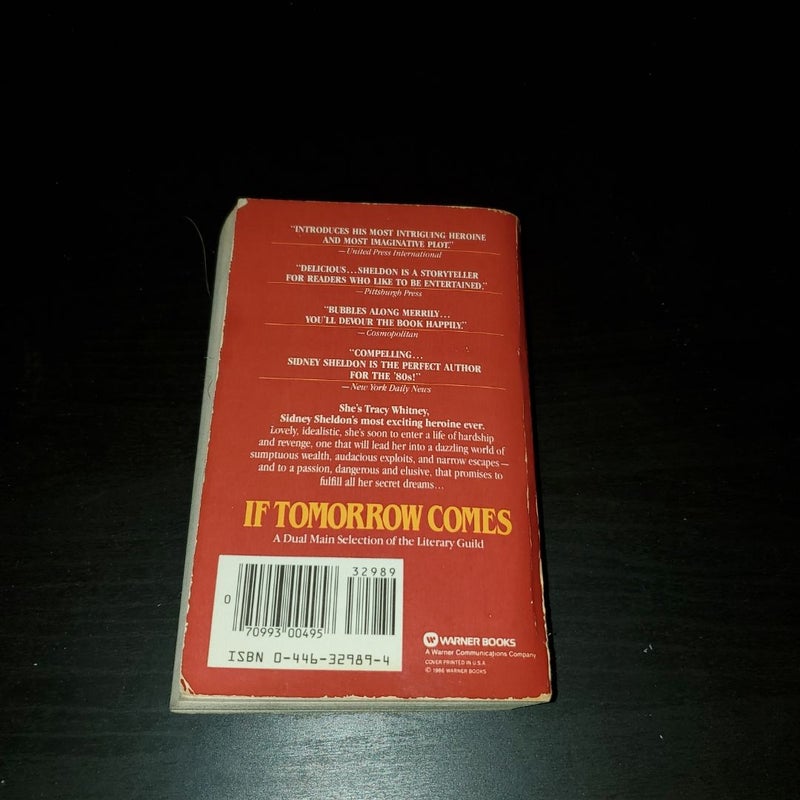 "INTRODUCES HIS MOST INTRIGUING HEROINE
AND MOST IMAGINATIVE PLOT."
—United Press International
"DELICIOUS...SHELDON IS A STORYTELLER
FOR READERS WHO LIKE TO BE ENTERTAINED."
—Pittsburgh Press
"BUBBLES ALONG MERRILY...
YOU'LL DEVOUR THE BOOK HAPPILY."
—Cosmopolitan
"COMPELLING...
SIDNEY SHELDON IS THE PERFECT AUTHOR
FOR THE '80s!"
—New York Daily News
She's Tracy Whitney,
Sidney Sheldon's most exciting heroine ever.
Lovely, idealistic, she's soon to enter a life of hardship
and revenge, one that will lead her into a dazzling world of
sumptuous wealth, audacious exploits, and narrow escapes—
and to a passion, dangerous and elusive, that promises to
fulfill all her secret dreams...
IF TOMORROW COMES
A Dual Main Selection of the Literary Guild
32989
0
70993 00495
ISBN 0-446-32989-4
W WARNER BOOKS
A Warner Communications Company
COVER PRINTED IN U.S.A.
© 1986 WARNER BOOKS